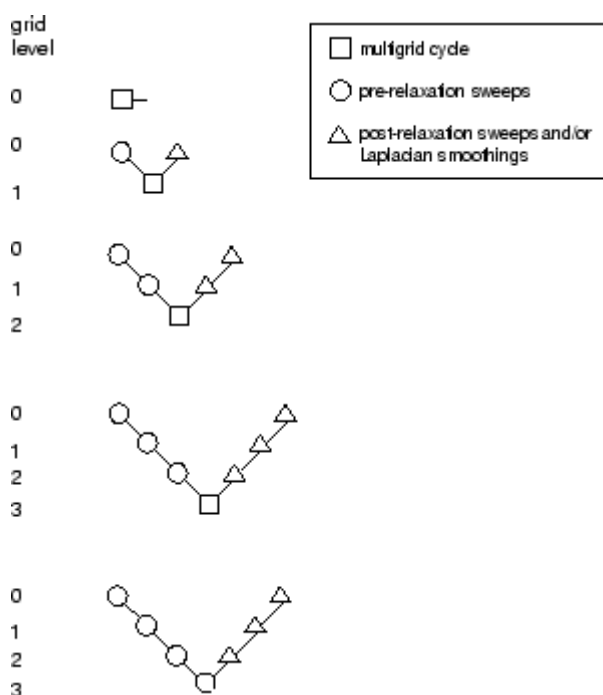 grid
level
multigrid cycle
pre-relaxation sweeps
post-relaxation sweeps and/or
Laplacian smoothings
0
0
1
0
1
2
0
1
2
3
0
1
2
3